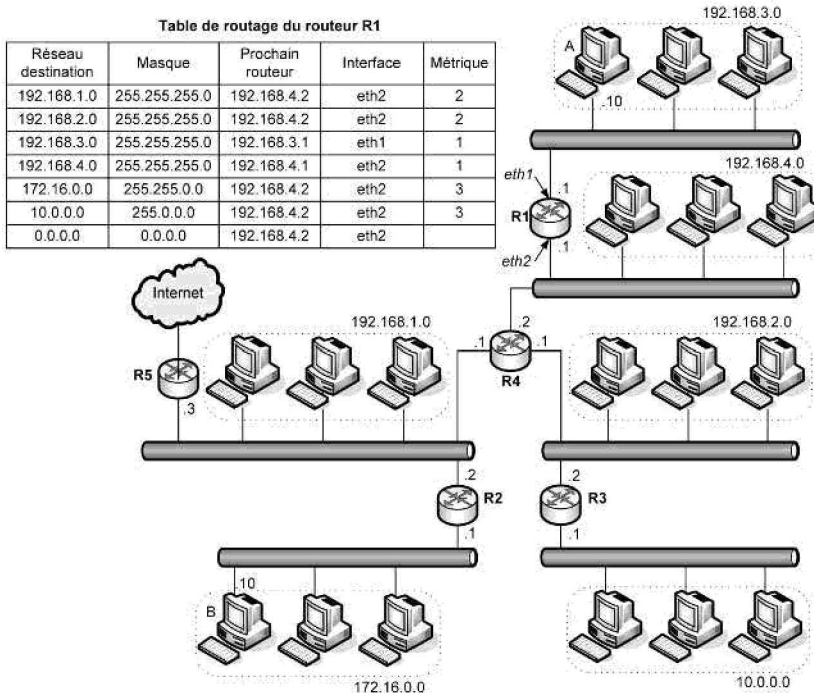 Table de routage du routeur R1
Réseau destination Masque Prochain routeur Interface Métrique
192.168.1.0 255.255.255.0 192.168.4.2 eth2 2
192.168.2.0 255.255.255.0 192.168.4.2 eth2 2
192.168.3.0 255.255.255.0 192.168.3.1 eth1 1
192.168.4.0 255.255.255.0 192.168.4.1 eth2 1
172.16.0.0 255.255.0.0 192.168.4.2 eth2 3
10.0.0.0 255.0.0.0 192.168.4.2 eth2 3
0.0.0.0 0.0.0.0 192.168.4.2 eth2
192.168.3.0
A
.10
192.168.4.0
eth1
.1
R1
.1
eth2
Internet
192.168.1.0
.2
192.168.2.0
.1 .1
R4
R5
.3
.2
R2
.1
.2
R3
.1
.10
B
172.16.0.0
10.0.0.0